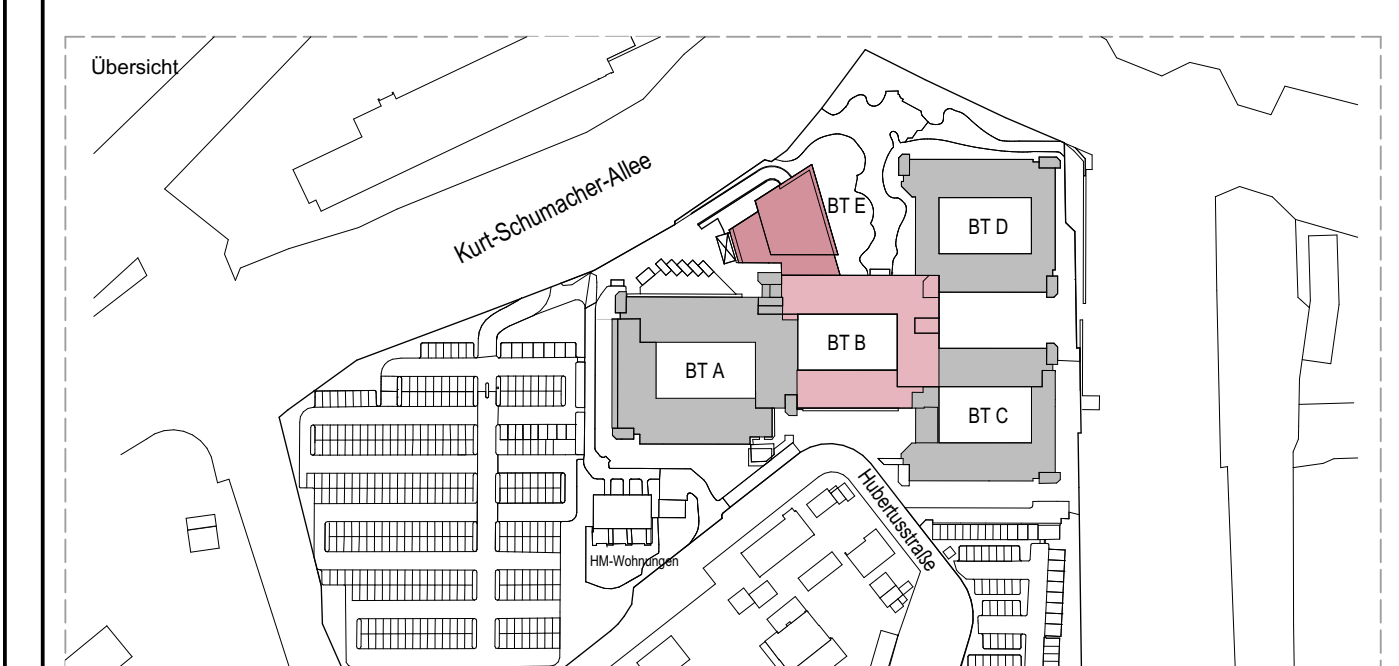 Übersicht
Kurt-Schumacher-Allee
BT E
BT D
BT B
BT A
BT C
Hubertusstraße
HM-Wohnungen